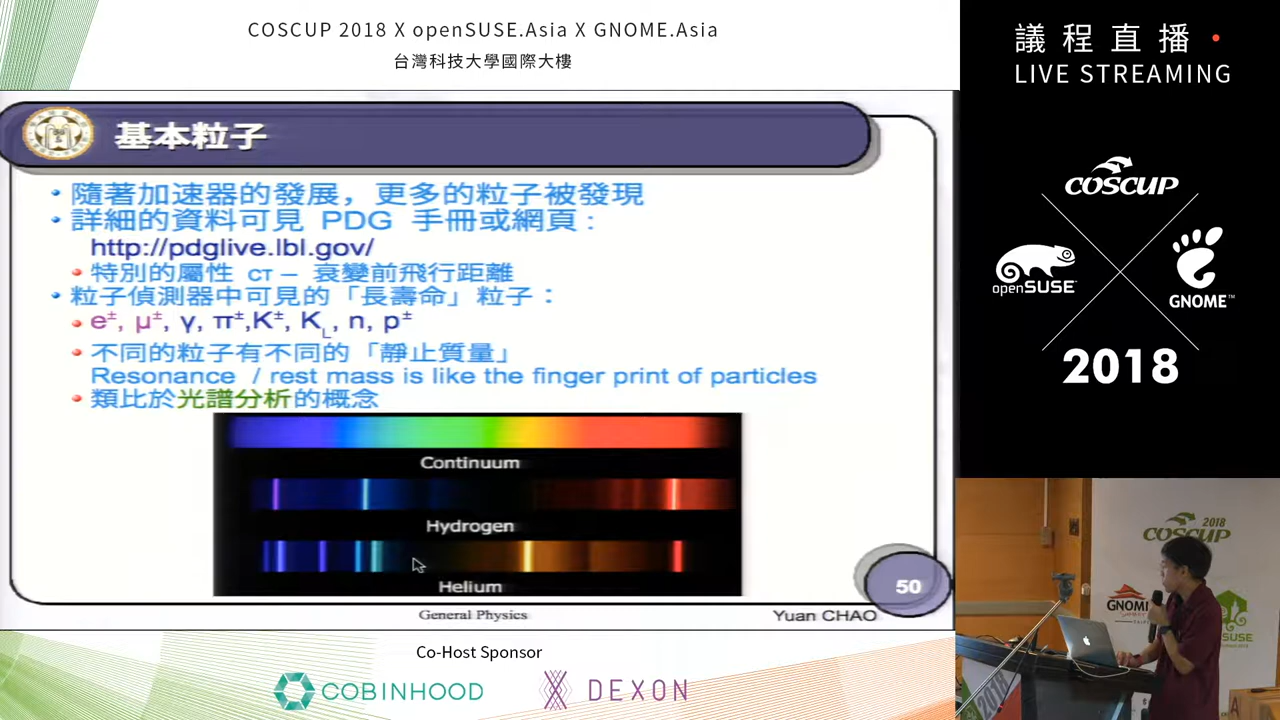 COSCUP 2018 X openSUSE.Asia X GNOME.Asia
台灣科技大學國際大樓
議程直播
LIVE STREAMING
COSCUP
openSUSE
GNOME™
2018
基本粒子
• 隨著加速器的發展，更多的粒子被發現
• 詳細的資料可見 PDG 手冊或網頁：
http://pdglive.lbl.gov/
• 特別的屬性 cτ – 衰變前飛行距離
• 粒子偵測器中可見的「長壽命」粒子：
• e±, μ±, γ, π±,K±, KL, n, p±
• 不同的粒子有不同的「靜止質量」
Resonance / rest mass is like the finger print of particles
• 類比於光譜分析的概念
Continuum
Hydrogen
Helium
50
General Physics
Yuan CHAO
2018
COSCUP
GNOM
USE
2018
Co-Host Sponsor
COBINHOOD
DEXON